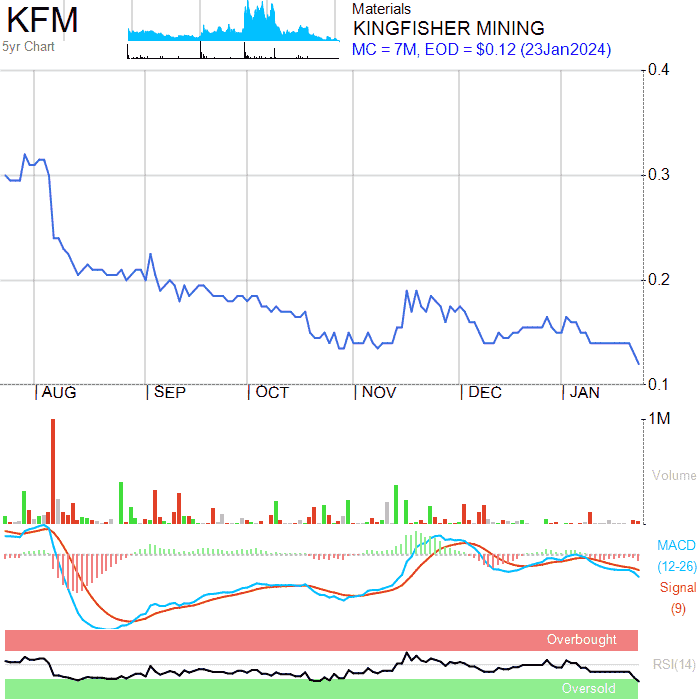 KFM
5yr Chart
Materials
KINGFISHER MINING
MC = 7M, EOD = $0.12 (23Jan2024)
0.4
0.3
0.2
0.1
AUG SEP OCT NOV DEC JAN
1M
Volume
MACD
(12-26)
Signal
(9)
Overbought
RSI(14)
Oversold